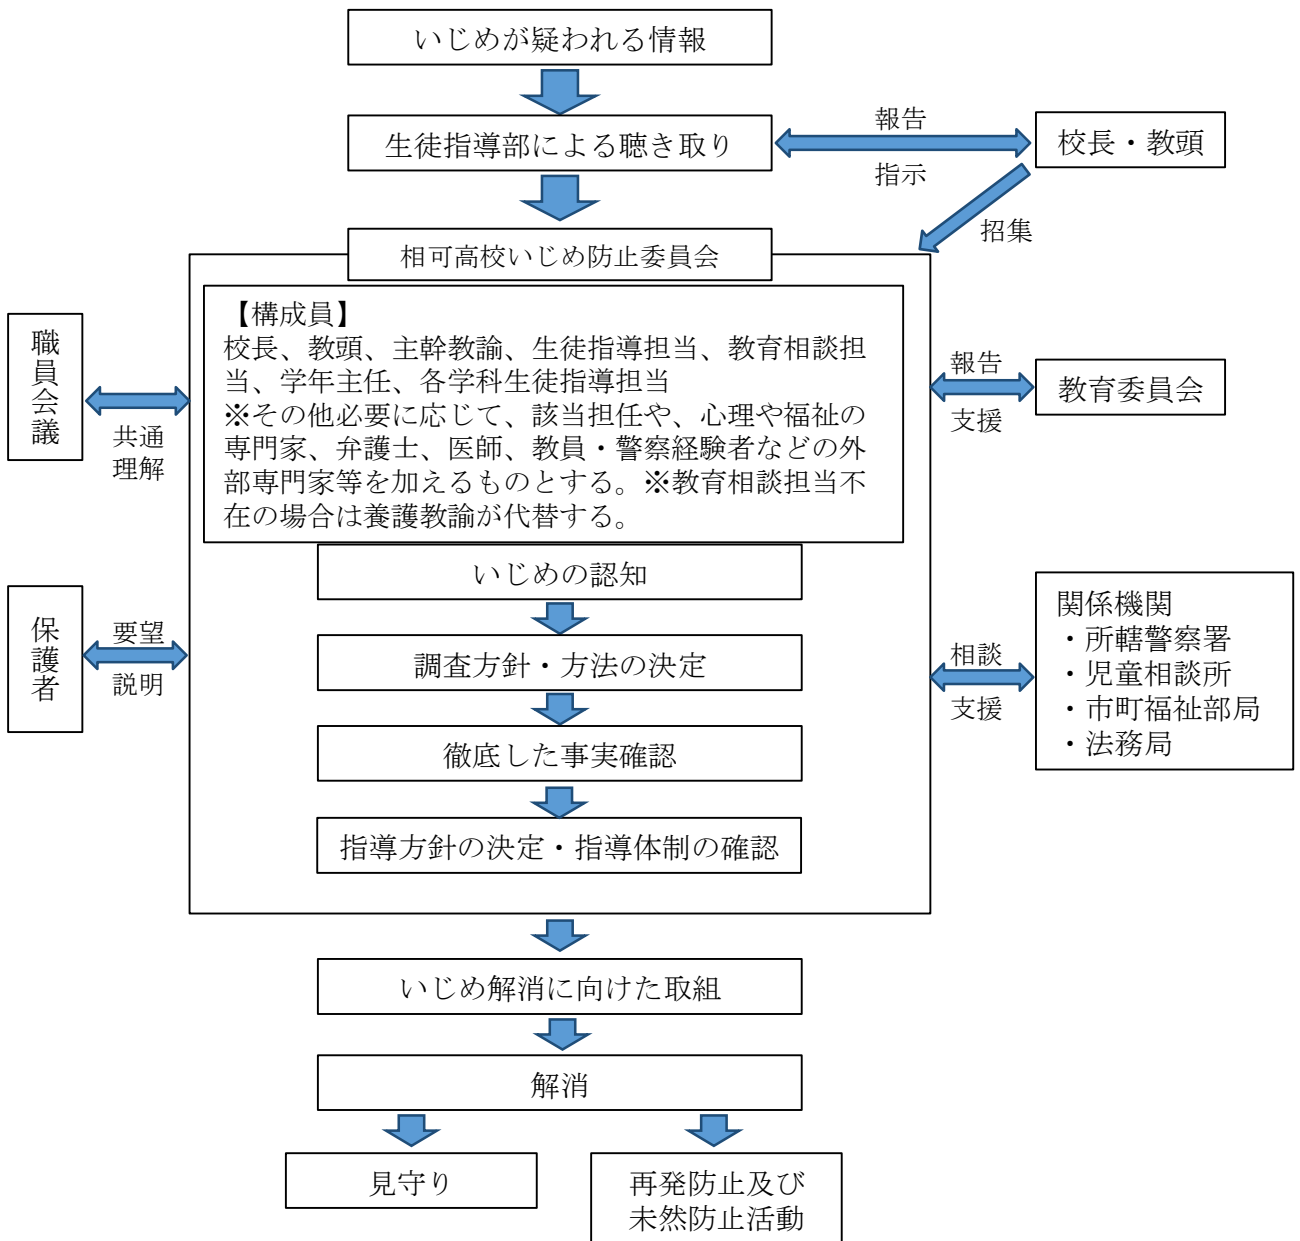 いじめが疑われる情報
生徒指導部による聴き取り
報告
指示
校長・教頭
招集
相可高校いじめ防止委員会
【構成員】
校長、教頭、主幹教諭、生徒指導担当、教育相談担
当、学年主任、各学科生徒指導担当
※その他必要に応じて、該当担任や、心理や福祉の
専門家、弁護士、医師、教員・警察経験者などの外
部専門家等を加えるものとする。※教育相談担当不
在の場合は養護教諭が代替する。
職員会議
共通
理解
報告
支援
教育委員会
いじめの認知
調査方針・方法の決定
徹底した事実確認
指導方針の決定・指導体制の確認
保護者
要望
説明
相談
支援
関係機関
・所轄警察署
・児童相談所
・市町福祉部局
・法務局
いじめ解消に向けた取組
解消
見守り
再発防止及び
未然防止活動